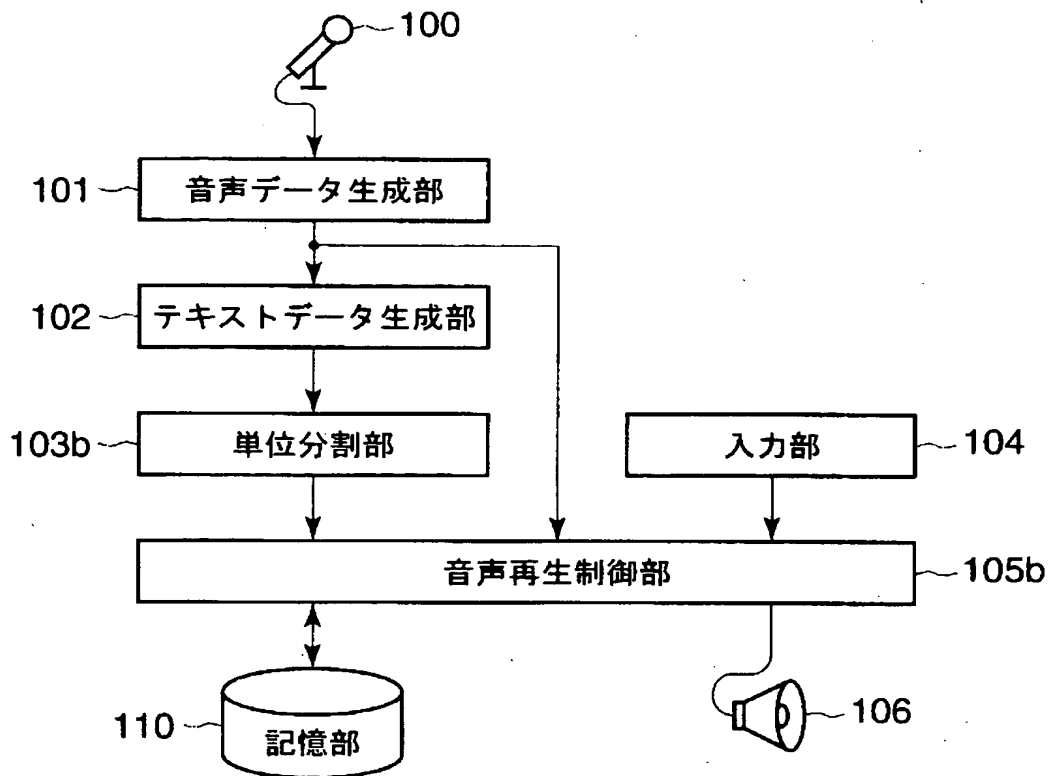 100
101
音声データ生成部
102
テキストデータ生成部
103b
単位分割部
入力部
104
音声再生制御部
105b
110
記憶部
106